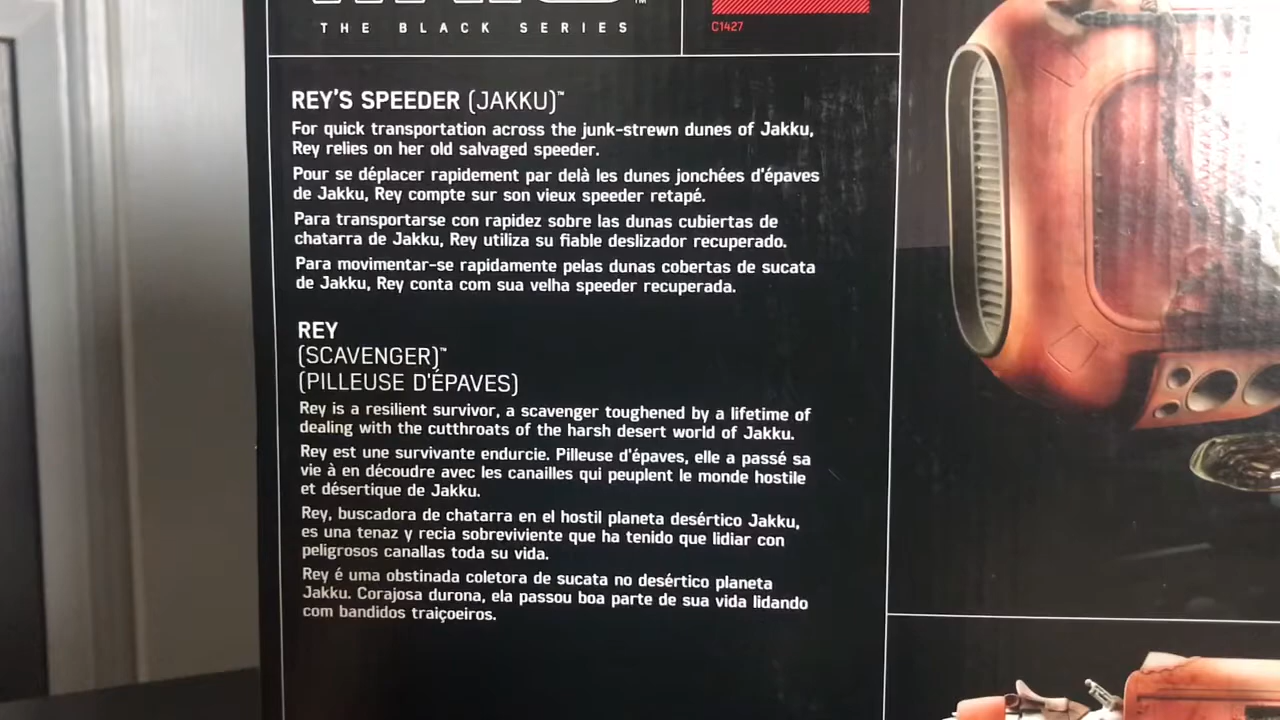 THE BLACK SERIES
C1427
REY'S SPEEDER (JAKKU)™
For quick transportation across the junk-strewn dunes of Jakku,
Rey relies on her old salvaged speeder.
Pour se déplacer rapidement par delà les dunes jonchées d'épaves
de Jakku, Rey compte sur son vieux speeder retapé.
Para transportarse con rapidez sobre las dunas cubiertas de
chatarra de Jakku, Rey utiliza su fiable deslizador recuperado.
Para movimentar-se rapidamente pelas dunas cobertas de sucata
de Jakku, Rey conta com sua velha speeder recuperada.
REY
(SCAVENGER)™
(PILLEUSE D'ÉPAVES)
Rey is a resilient survivor, a scavenger toughened by a lifetime of
dealing with the cutthroats of the harsh desert world of Jakku.
Rey est une survivante endurcie. Pilleuse d'épaves, elle a passé sa
vie à en découdre avec les canailles qui peuplent le monde hostile
et désertique de Jakku.
Rey, buscadora de chatarra en el hostil planeta desértico Jakku,
es una tenaz y recia sobreviviente que ha tenido que lidiar con
peligrosos canallas toda su vida.
Rey é uma obstinada coletora de sucata no desértico planeta
Jakku. Corajosa durona, ela passou boa parte de sua vida lidando
com bandidos traiçoeiros.